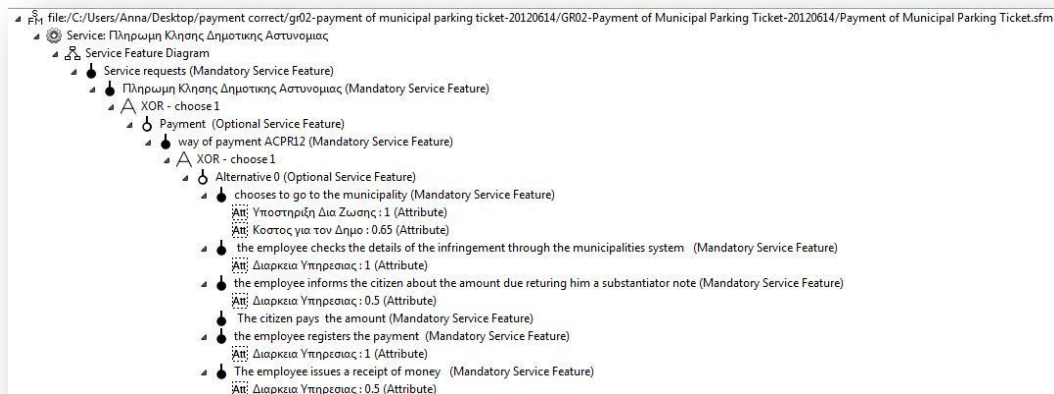 SFM file:/C:/Users/Anna/Desktop/payment correct/gr02-payment of municipal parking ticket-20120614/GR02-Payment of Municipal Parking Ticket-20120614/Payment of Municipal Parking Ticket.sfm
Service: Πληρωμη Κλησης Δημοτικης Αστυνομιας
Service Feature Diagram
Service requests (Mandatory Service Feature)
Πληρωμη Κλησης Δημοτικης Αστυνομιας (Mandatory Service Feature)
XOR - choose 1
Payment (Optional Service Feature)
way of payment ACPR12 (Mandatory Service Feature)
XOR - choose 1
Alternative 0 (Optional Service Feature)
chooses to go to the municipality (Mandatory Service Feature)
Att Υποστηριξη Δια Ζωσης : 1 (Attribute)
Att Κοστος για τον Δημο : 0.65 (Attribute)
the employee checks the details of the infringement through the municipalities system (Mandatory Service Feature)
Att Διαρκεια Υπηρεσιας : 1 (Attribute)
the employee informs the citizen about the amount due returing him a substantiator note (Mandatory Service Feature)
Att Διαρκεια Υπηρεσιας : 0.5 (Attribute)
The citizen pays the amount (Mandatory Service Feature)
the employee registers the payment (Mandatory Service Feature)
Att Διαρκεια Υπηρεσιας : 1 (Attribute)
The employee issues a receipt of money (Mandatory Service Feature)
Att Διαρκεια Υπηρεσιας : 0.5 (Attribute)